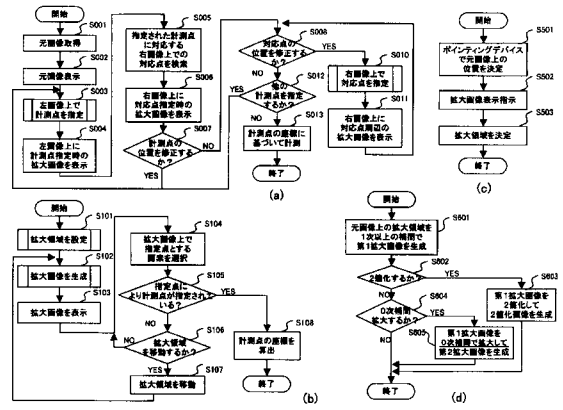 開始
S001
元画像取得
S002
元画像表示
S003
左画像上で
計測点を指定
S004
左画像上に
計測点指定時の
拡大画像を表示
S005
指定された計測点
に対応する
右画像上での
対応点を検索
S006
右画像上に
対応点指定時の
拡大画像を表示
S007
計測点の
位置を修正する
か?
NO
YES
S008
対応点の
位置を修正する
か?
YES
NO
S010
右画像上で
対応点を指定
S011
右画像上に
対応点周辺の
拡大画像を表示
S012
他の
計測点を指定
するか?
YES
NO
S013
計測点の座標に
基づいて計測
終了
(a)
開始
S501
ポインティングデバイス
で元画像上の
位置を決定
S502
拡大画像表示指示
S503
拡大領域を決定
終了
(c)
開始
S101
拡大領域を設定
S102
拡大画像を生成
S103
拡大画像を表示
S104
拡大画像上で
指定点とする
画素を選択
S105
指定点に
より計測点が指定されて
いる?
YES
NO
S106
拡大領域
を移動するか?
NO
YES
S107
拡大領域を移動
S108
計測点の座標を
算出
終了
(b)
開始
S601
元画像上の拡大領域を
1次以上の補間で
第1拡大画像を生成
S602
2値化するか?
YES
NO
S603
第1拡大画像を
2値化して
2値化画像を生成
S604
0次補間
拡大するか?
YES
NO
S605
第1拡大画像を
0次補間で拡大して
第2拡大画像を生成
終了
(d)